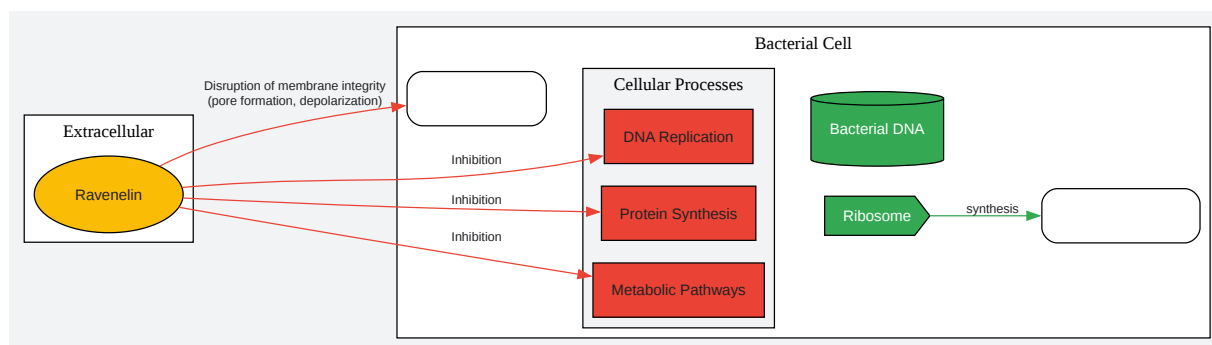 Bacterial Cell
Disruption of membrane integrity
(pore formation, depolarization)
Cellular Processes
Extracellular
DNA Replication
Bacterial DNA
Inhibition
Ravenelin
Inhibition
Protein Synthesis
Ribosome
synthesis
Inhibition
Metabolic Pathways